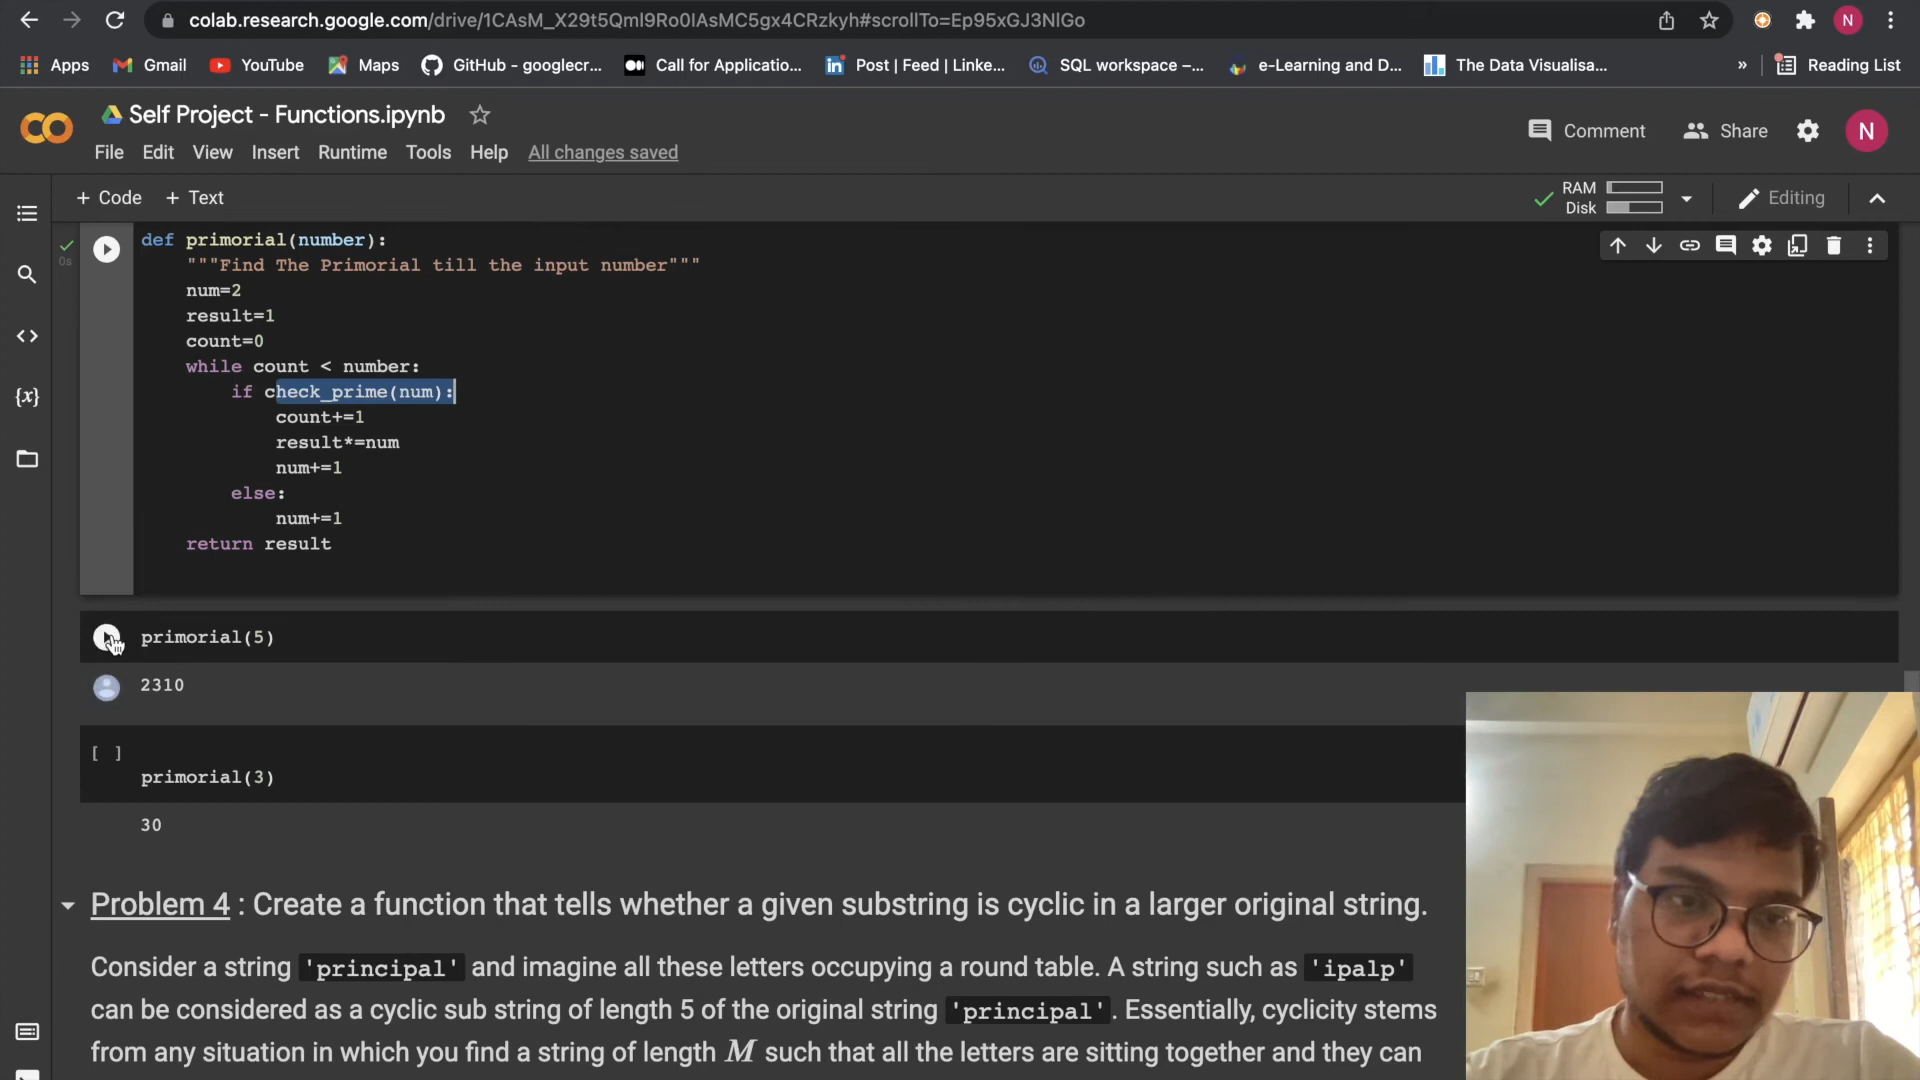 colab.research.google.com/drive/1CAsM_X29t5Qml9Ro0IAsMC5gx4CRzkyh#scrollTo=Ep95xGJ3NlGo
N
Apps
Gmail
YouTube
Maps
GitHub - googlecr...
Call for Applicatio...
Post | Feed | Linke...
SQL workspace –...
e-Learning and D...
The Data Visualisa...
»
Reading List
Self Project - Functions.ipynb
File Edit View Insert Runtime Tools Help All changes saved
Comment
Share
N
+ Code + Text
RAM
Disk
Editing
{x}
0s
def primorial(number):
"""Find The Primorial till the input number"""
num=2
result=1
count=0
while count < number:
if check_prime(num):
count+=1
result*=num
num+=1
else:
num+=1
return result
primorial(5)
2310
[ ]
primorial(3)
30
Problem 4 : Create a function that tells whether a given substring is cyclic in a larger original string.
Consider a string 'principal' and imagine all these letters occupying a round table. A string such as 'ipalp'
can be considered as a cyclic sub string of length 5 of the original string 'principal'. Essentially, cyclicity stems
from any situation in which you find a string of length M such that all the letters are sitting together and they can